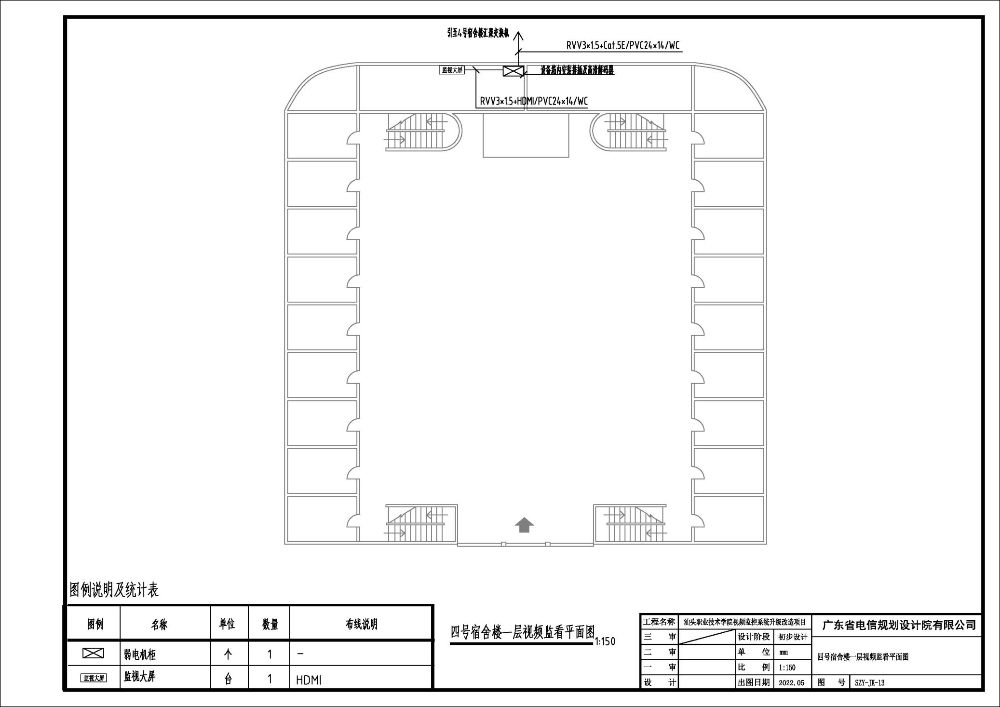 引至4号宿舍楼汇聚交换机
RVV3×1.5+Cat.5E/PVC24×14/WC
监视大屏
设备箱内安装排插及高清解码器
RVV3×1.5+HDMI/PVC24×14/WC
图例说明及统计表
图例 名称 单位 数量 布线说明
弱电机柜 个 1 —
监视大屏 监视大屏 台 1 HDMI
四号宿舍楼一层视频监看平面图 1:150
工程名称 汕头职业技术学院视频监控系统升级改造项目 广东省电信规划设计院有限公司
三 审 设计阶段 初步设计
二 审 单 位 mm 四号宿舍楼一层视频监看平面图
一 审 比 例 1:150
设 计 出图日期 2022.05 图 号 SZY-JK-13